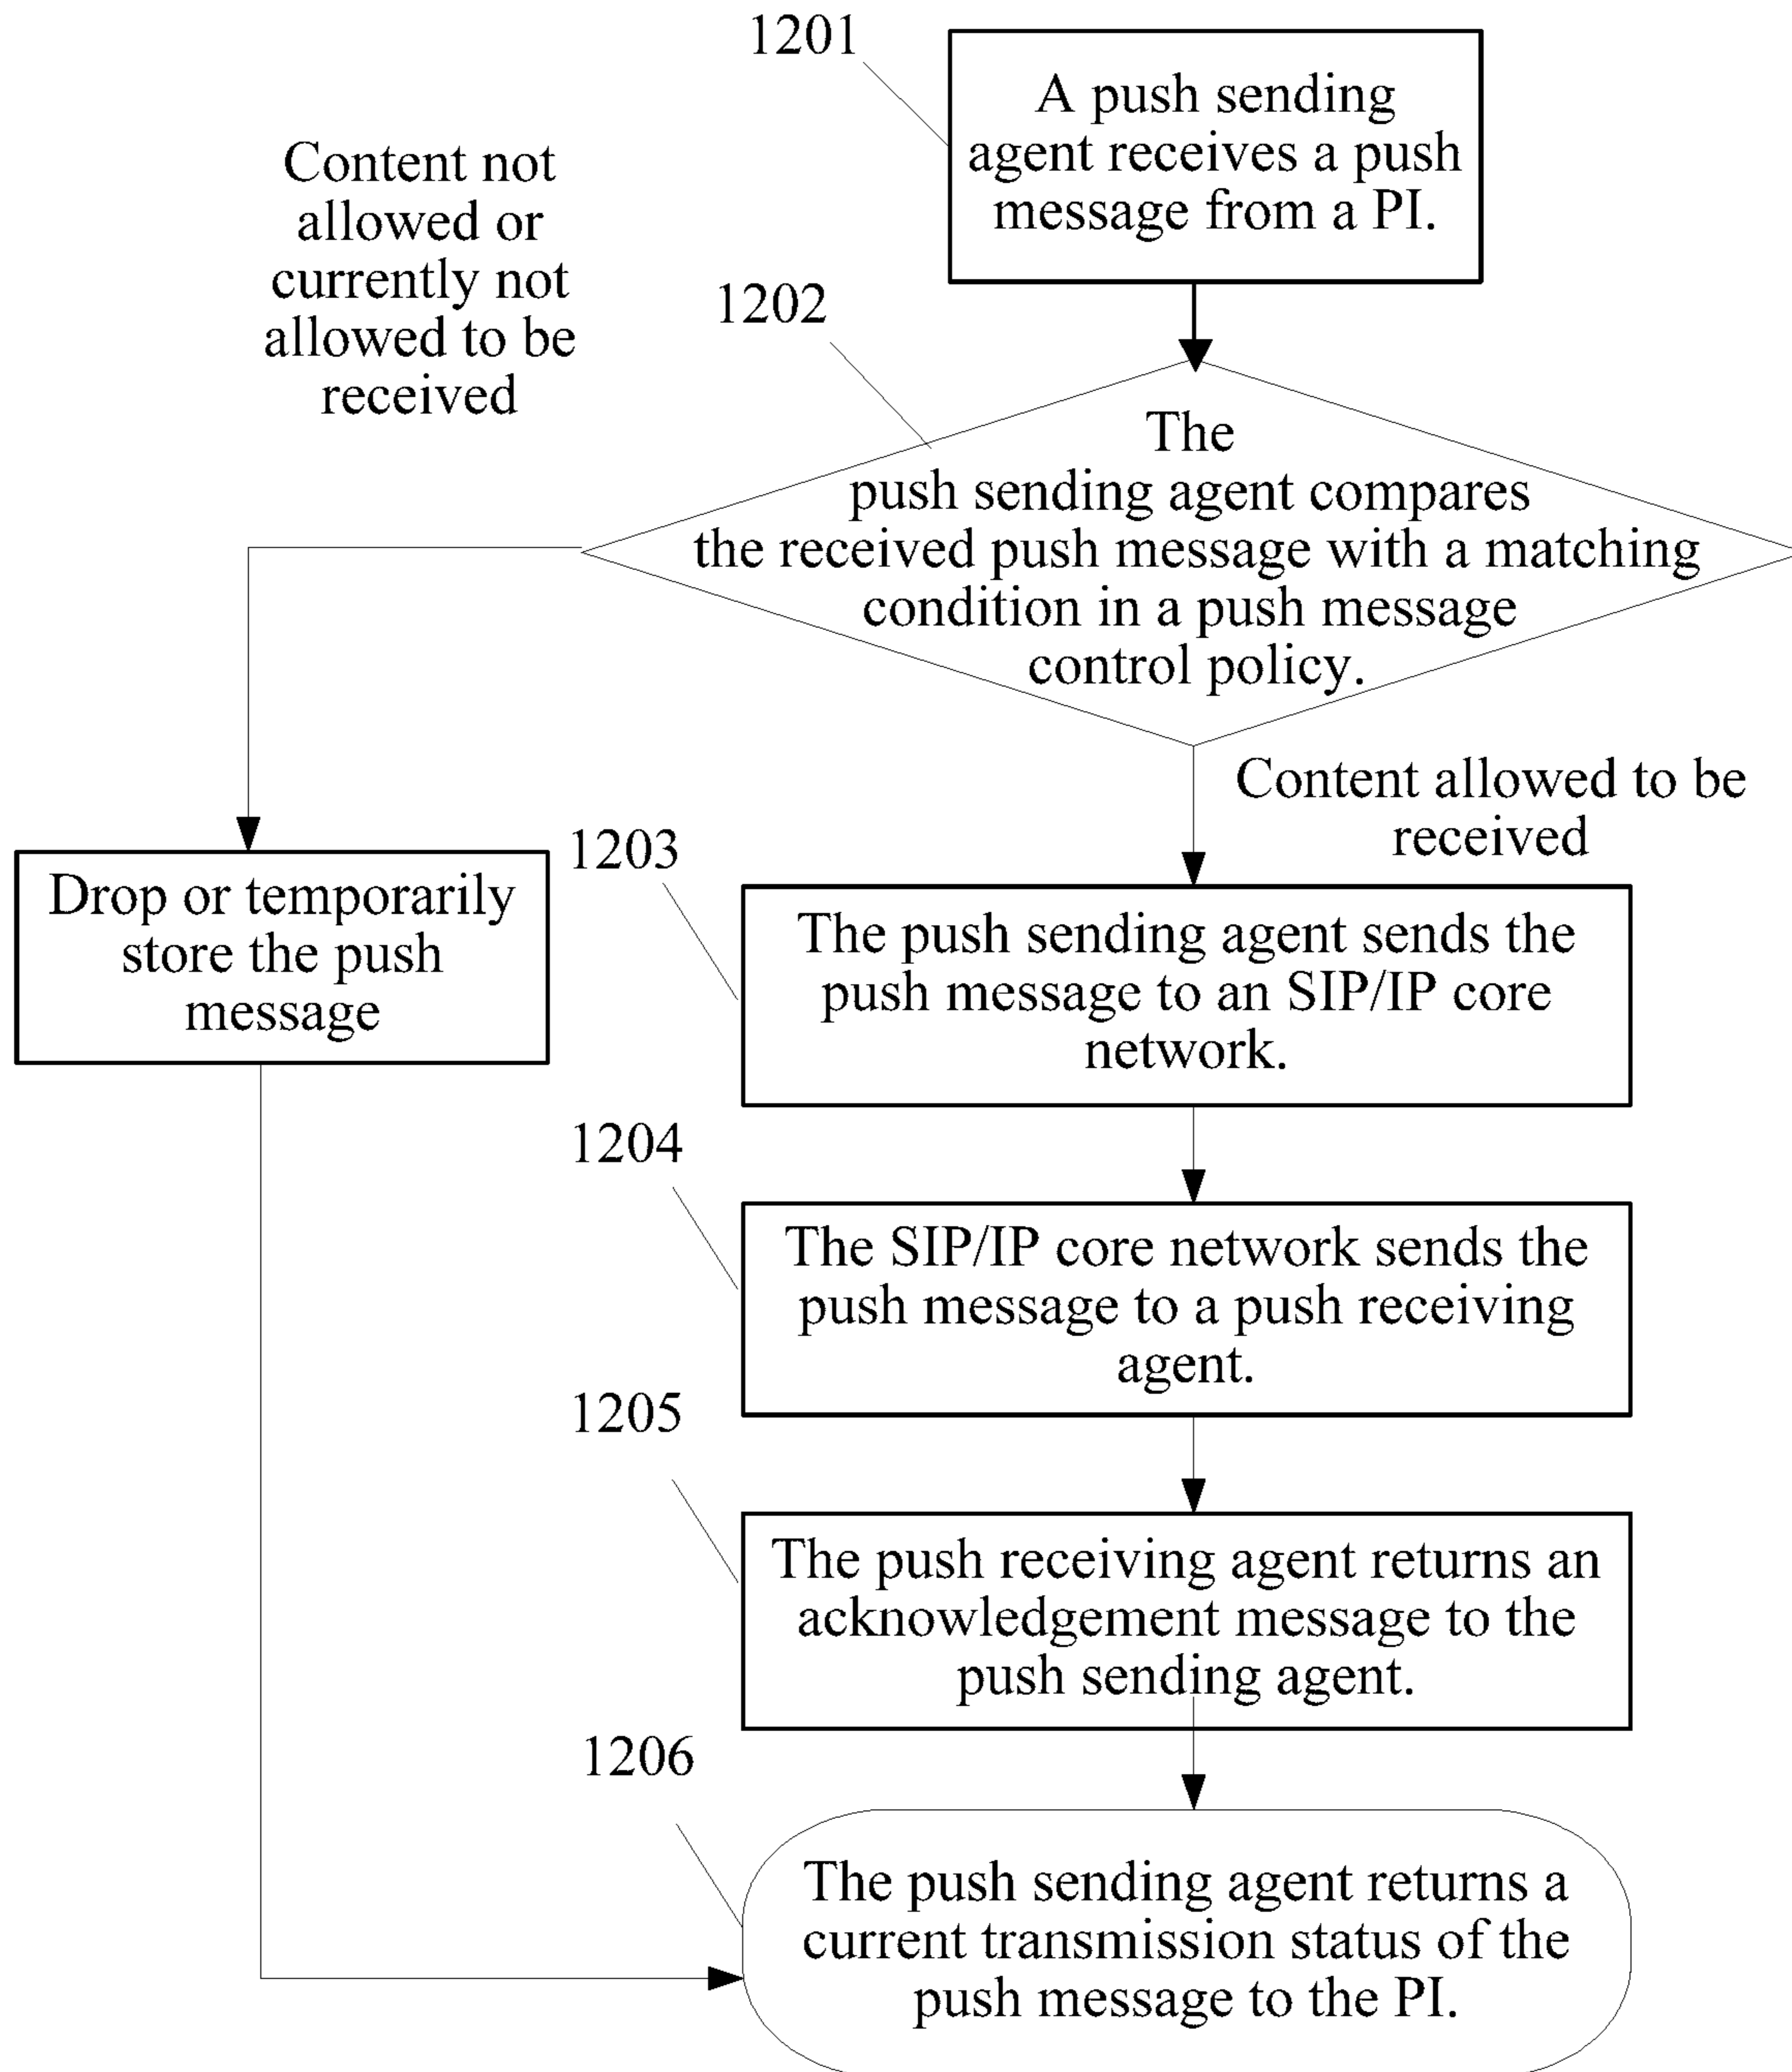 1201
A push sending
agent receives a push
message from a PI.
Content not
allowed or
currently not
allowed to be
received
1202
The
push sending agent compares
the received push message with a matching
condition in a push message
control policy.
Content allowed to be
received
Drop or temporarily
store the push
message
1203
The push sending agent sends the
push message to an SIP/IP core
network.
1204
The SIP/IP core network sends the
push message to a push receiving
agent.
1205
The push receiving agent returns an
acknowledgement message to the
push sending agent.
1206
The push sending agent returns a
current transmission status of the
push message to the PI.